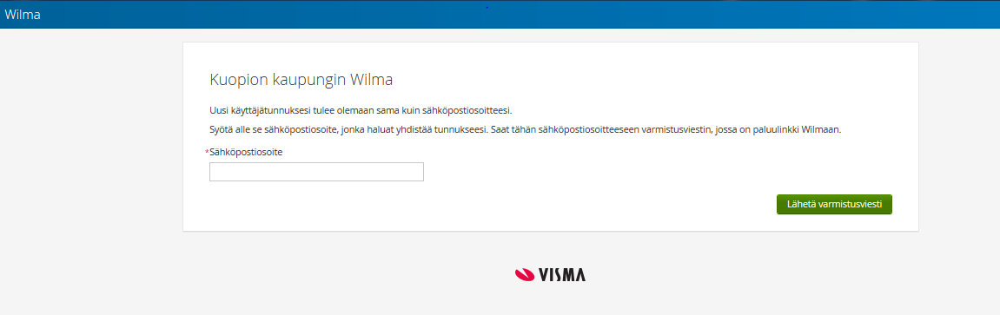 Wilma
Kuopion kaupungin Wilma
Uusi käyttäjätunnuksesi tulee olemaan sama kuin sähköpostiosoitteesi.
Syötä alle se sähköpostiosoite, jonka haluat yhdistää tunnukseesi. Saat tähän sähköpostiosoitteeseen varmistusviestin, jossa on paluulinkki Wilmaan.
*Sähköpostiosoite
Lähetä varmistusviesti
VISMA